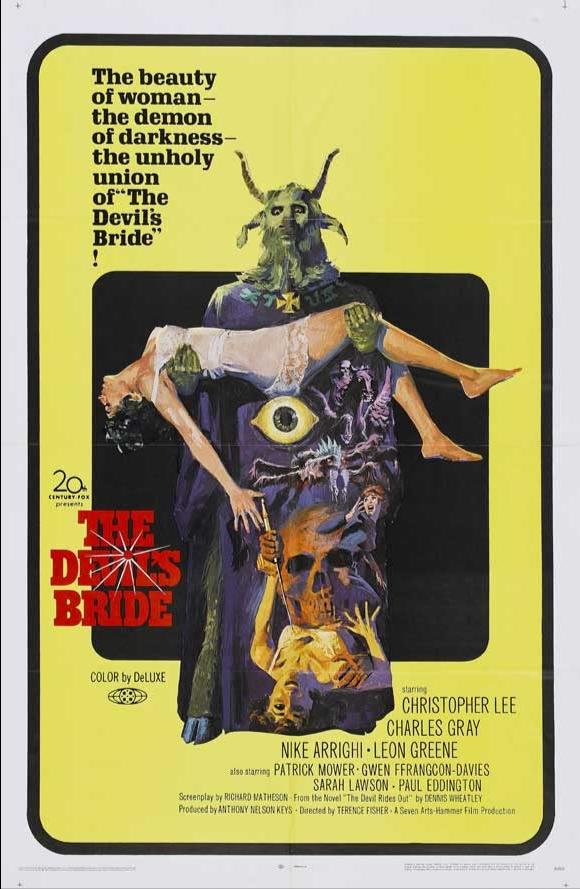 The beauty
of woman—
the demon
of darkness—
the unholy
union
of “The
Devil's
Bride”
!
20th
CENTURY-FOX
presents
THE
DEVIL'S
BRIDE
COLOR by DeLUXE
starring
CHRISTOPHER LEE
CHARLES GRAY
NIKE ARRIGHI · LEON GREENE
also starring PATRICK MOWER · GWEN FFRANGCON-DAVIES
SARAH LAWSON · PAUL EDDINGTON
Screenplay by RICHARD MATHESON · From the Novel "The Devil Rides Out" by DENNIS WHEATLEY
Produced by ANTHONY NELSON KEYS · Directed by TERENCE FISHER · A Seven Arts-Hammer Film Production